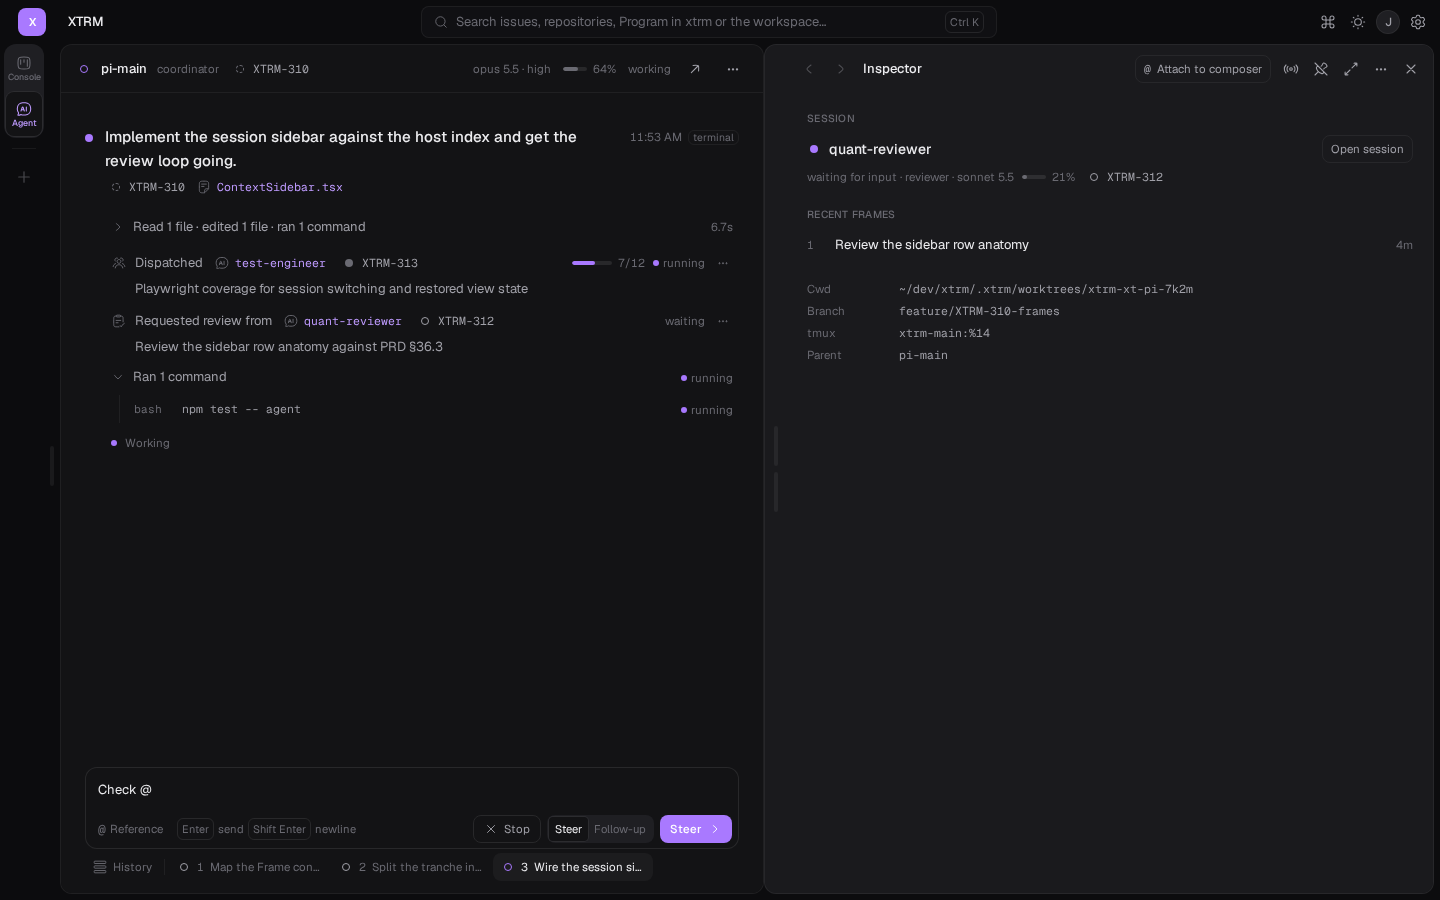 X XTRM Search issues, repositories, Program in xtrm or the workspace… Ctrl K J
Console
AI
Agent
pi-main coordinator XTRM-310 opus 5.5 · high 64% working
Implement the session sidebar against the host index and get the 11:53 AM terminal
review loop going.
XTRM-310 ContextSidebar.tsx
Read 1 file · edited 1 file · ran 1 command 6.7s
Dispatched AI test-engineer XTRM-313 7/12 running
Playwright coverage for session switching and restored view state
Requested review from AI quant-reviewer XTRM-312 waiting
Review the sidebar row anatomy against PRD §36.3
Ran 1 command running
bash npm test -- agent running
Working
Check @
@ Reference Enter send Shift Enter newline Stop Steer Follow-up Steer
History 1 Map the Frame con… 2 Split the tranche in… 3 Wire the session si…
Inspector @ Attach to composer
SESSION
quant-reviewer Open session
waiting for input · reviewer · sonnet 5.5 21% XTRM-312
RECENT FRAMES
1 Review the sidebar row anatomy 4m
Cwd ~/dev/xtrm/.xtrm/worktrees/xtrm-xt-pi-7k2m
Branch feature/XTRM-310-frames
tmux xtrm-main:%14
Parent pi-main